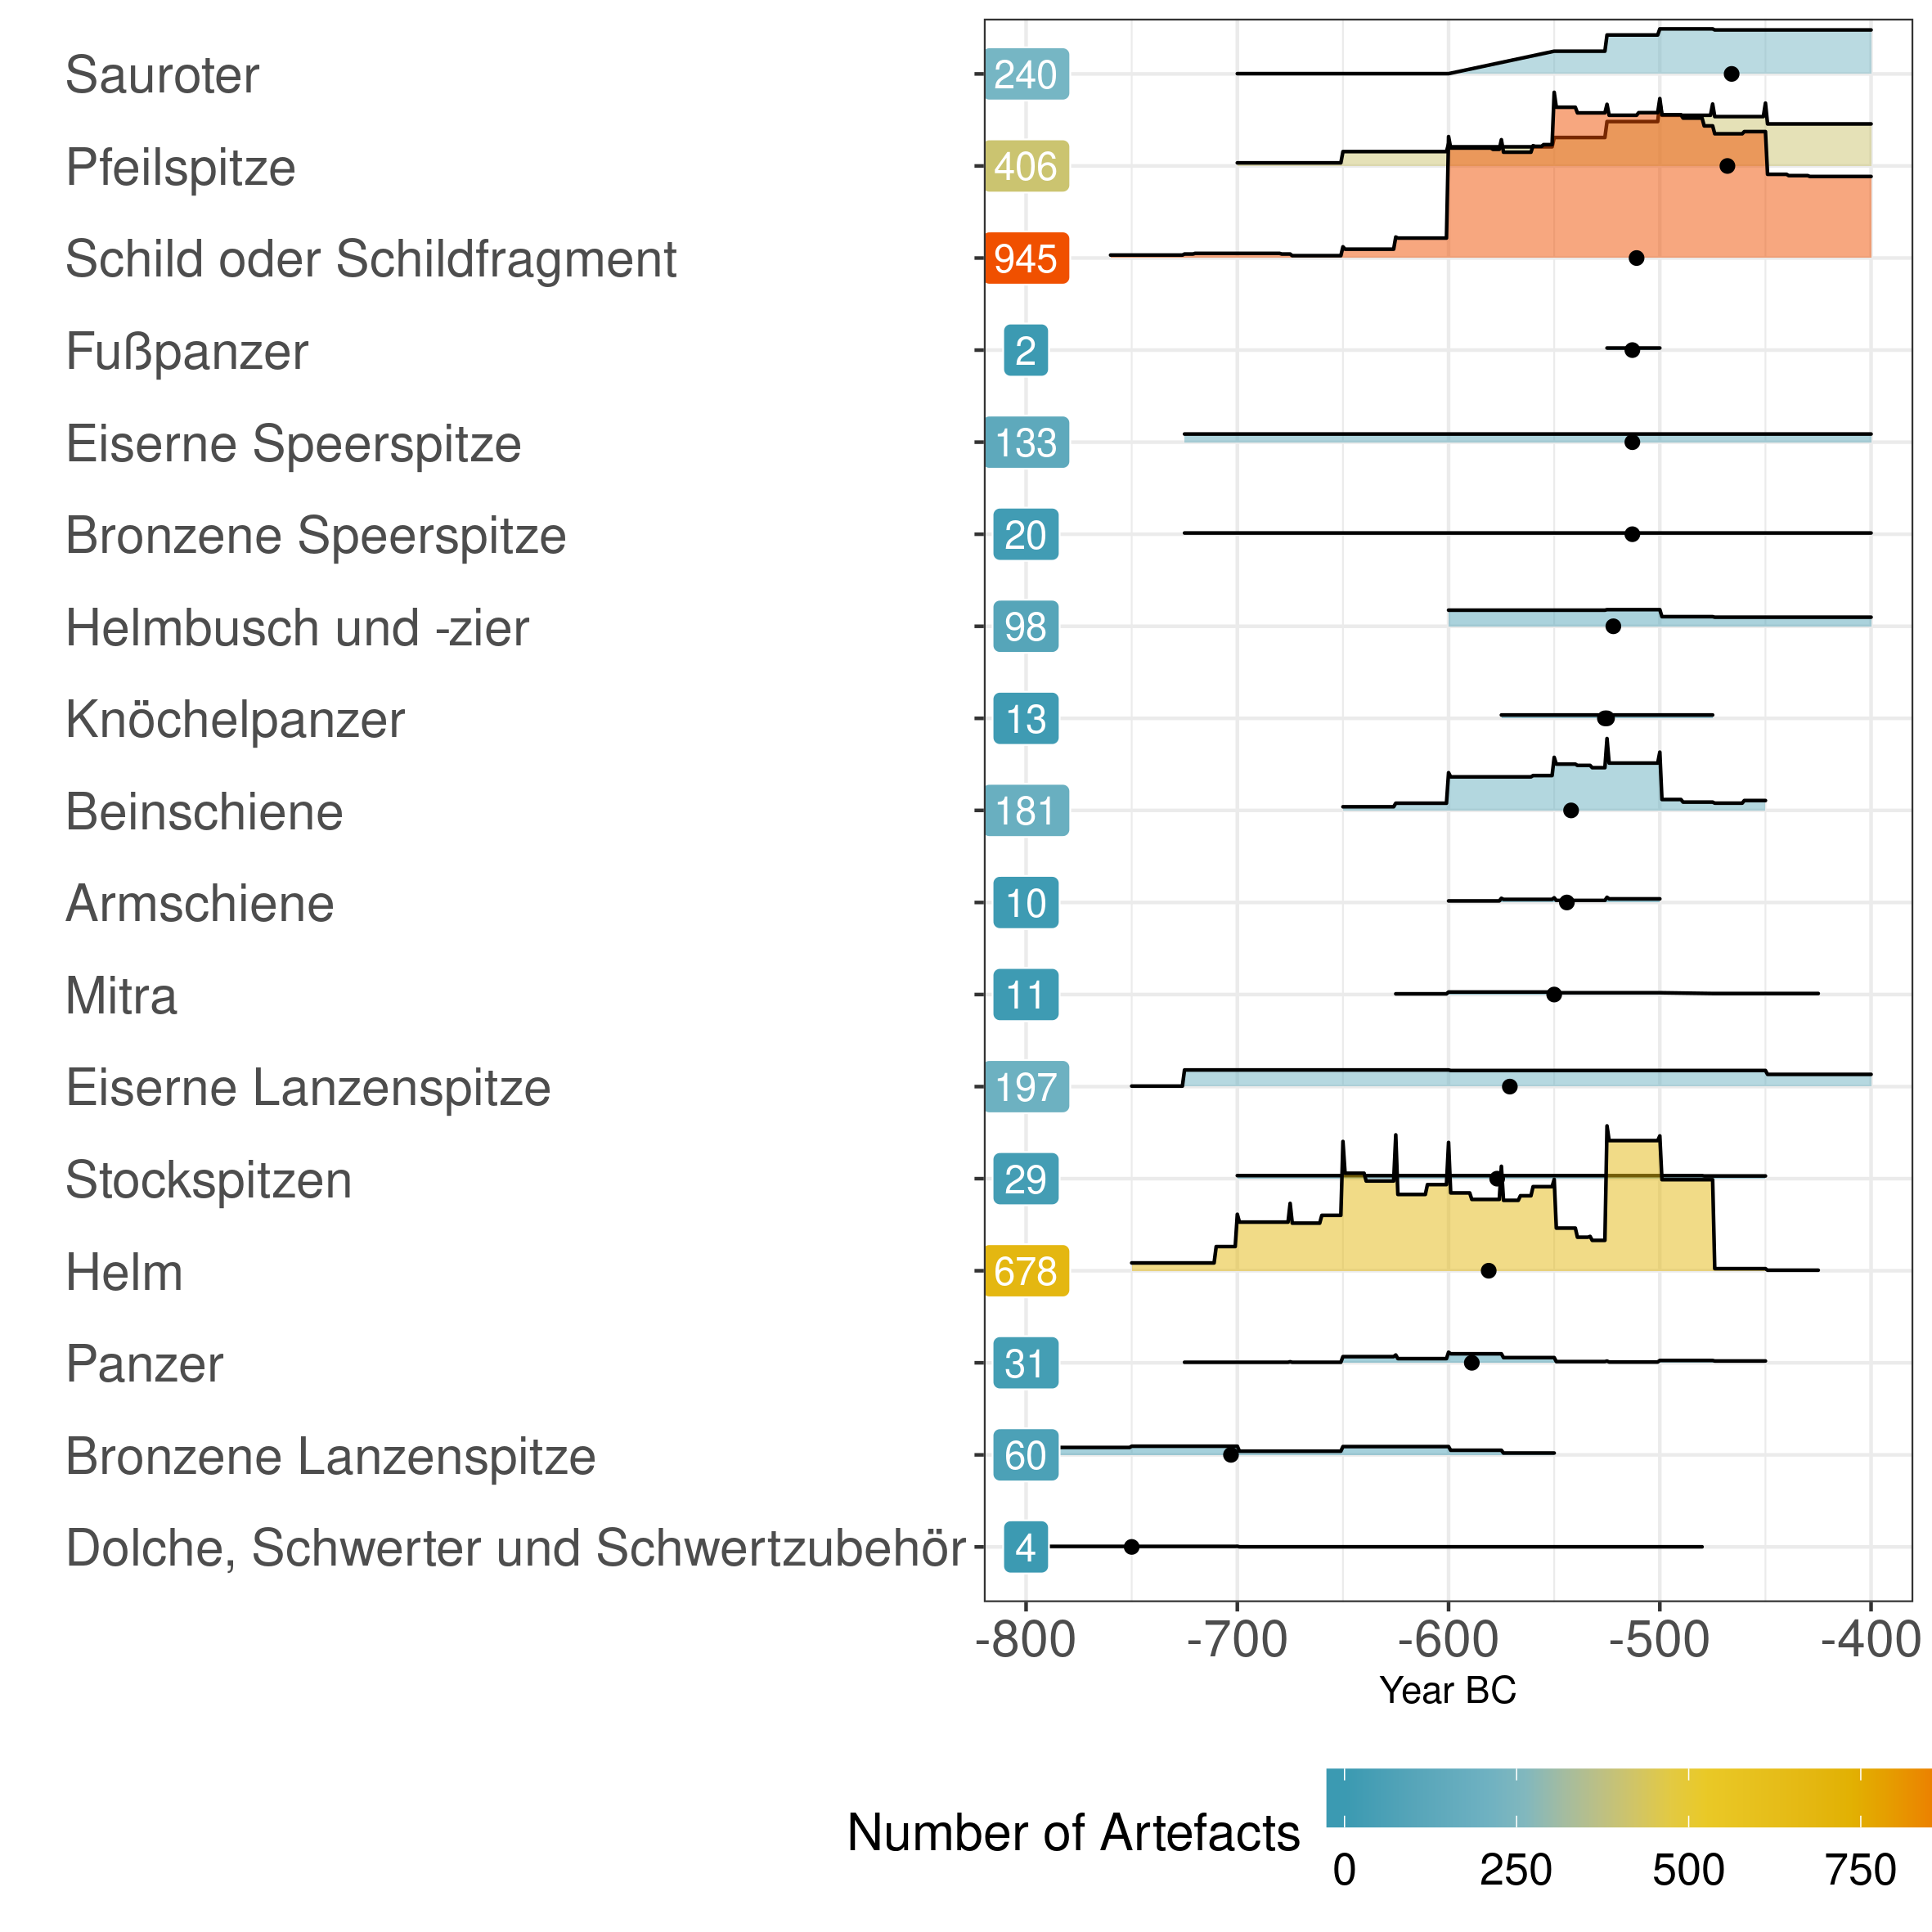 Sauroter 240
Pfeilspitze 406
Schild oder Schildfragment 945
Fußpanzer 2
Eiserne Speerspitze 133
Bronzene Speerspitze 20
Helmbusch und -zier 98
Knöchelpanzer 13
Beinschiene 181
Armschiene 10
Mitra 11
Eiserne Lanzenspitze 197
Stockspitzen 29
Helm 678
Panzer 31
Bronzene Lanzenspitze 60
Dolche, Schwerter und Schwertzubehör 4
-800 -700 -600 -500 -400
Year BC
Number of Artefacts
0 250 500 750